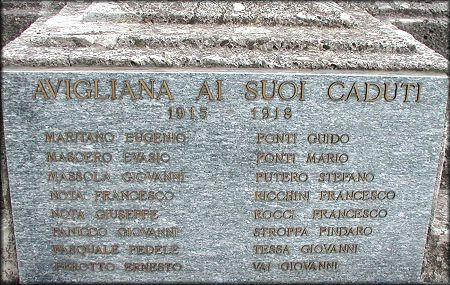 AVIGLIANA AI SUOI CADUTI
1915 - 1918
MARITANO EUGENIO
MASOERO EVASIO
MASSOLA GIOVANNI
NOTA FRANCESCO
NOTA GIUSEPPE
PANICCO GIOVANNI
PASQUALE FEDELE
PEROTTO ERNESTO
PONTI GUIDO
PONTI MARIO
PUTERO STEFANO
RICCHINI FRANCESCO
ROCCI FRANCESCO
STROPPA PINDARO
TESSA GIOVANNI
VAI GIOVANNI